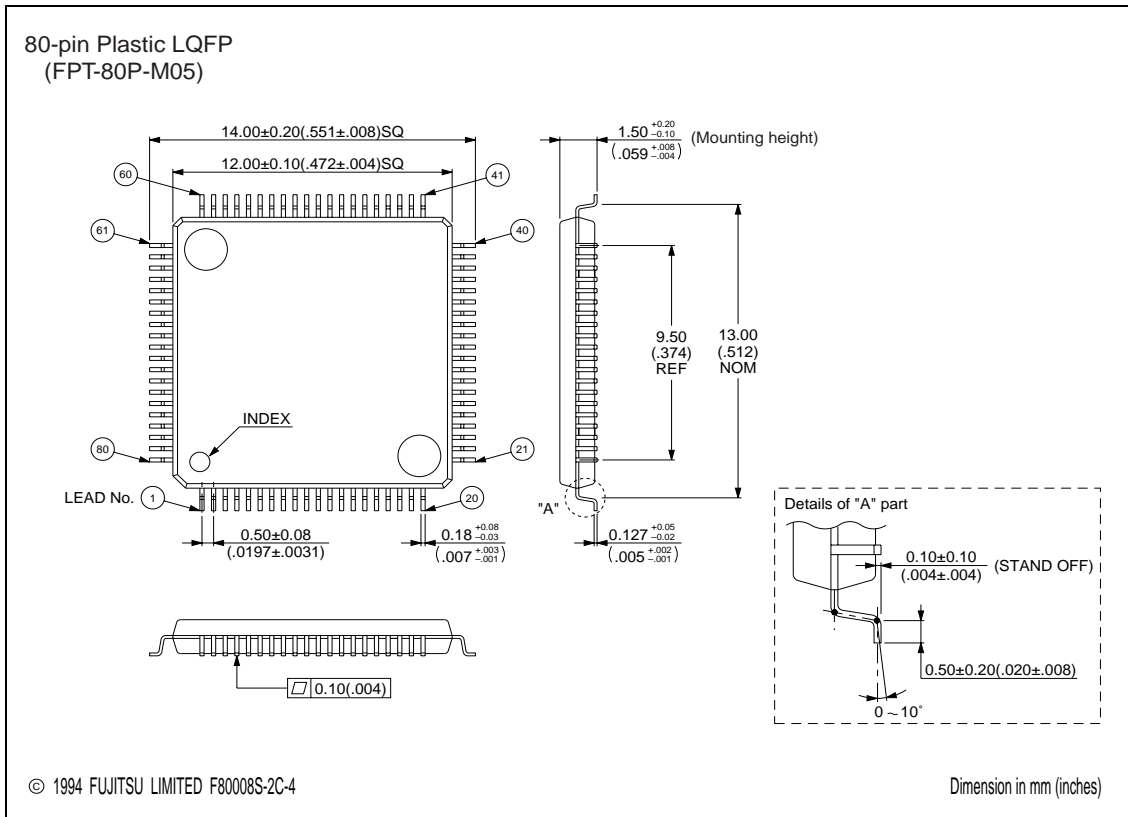 80-pin Plastic LQFP
(FPT-80P-M05)
14.00±0.20(.551±.008)SQ
12.00±0.10(.472±.004)SQ
1.50 +0.20 −0.10
(.059 +.008 −.004)
(Mounting height)
60
41
61
40
9.50
(.374)
REF
13.00
(.512)
NOM
INDEX
80
21
LEAD No.
1
20
"A"
0.50±0.08
(.0197±.0031)
0.18 +0.08 −0.03
(.007 +.003 −.001)
0.127 +0.05 −0.02
(.005 +.002 −.001)
Details of "A" part
0.10±0.10
(.004±.004)
(STAND OFF)
0.50±0.20(.020±.008)
0~10°
0.10(.004)
© 1994 FUJITSU LIMITED F80008S-2C-4
Dimension in mm (inches)